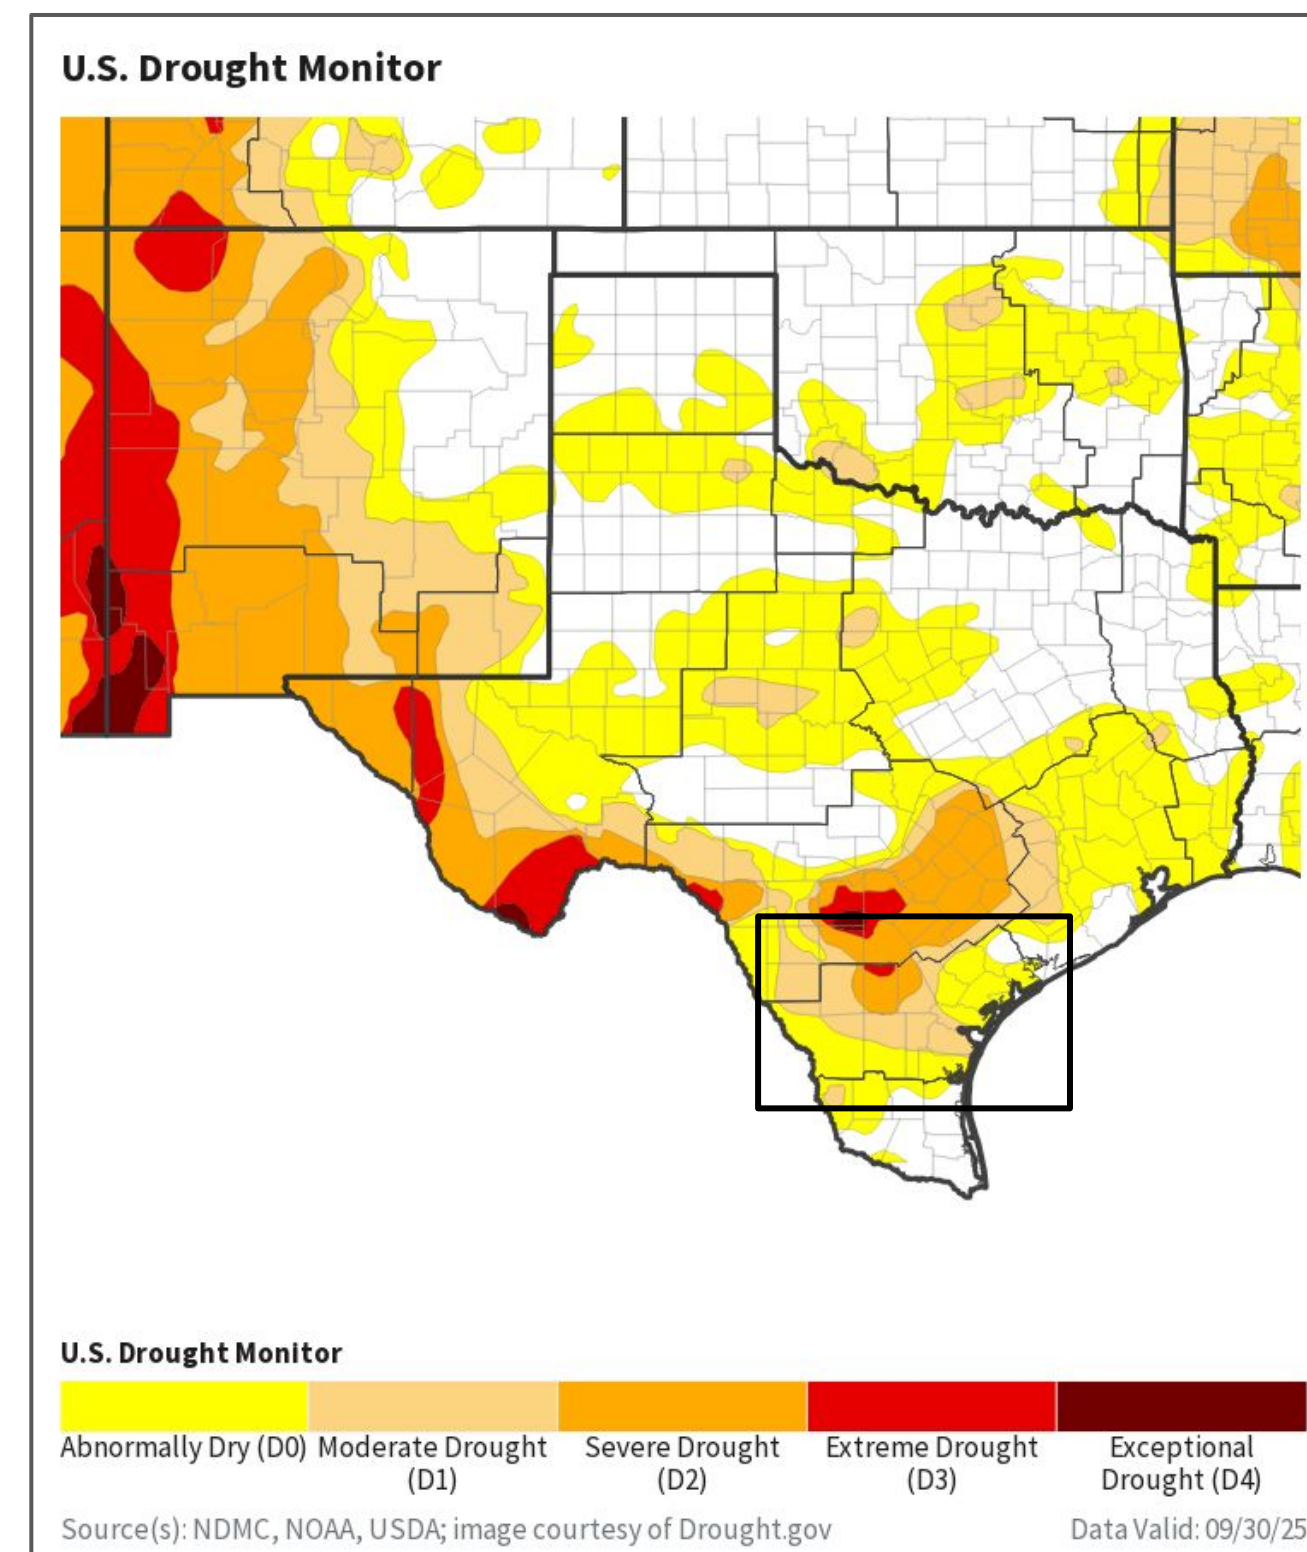 U.S. Drought Monitor
U.S. Drought Monitor
Abnormally Dry (D0) Moderate Drought (D1) Severe Drought (D2) Extreme Drought (D3) Exceptional Drought (D4)
Source(s): NDMC, NOAA, USDA; image courtesy of Drought.gov
Data Valid: 09/30/25